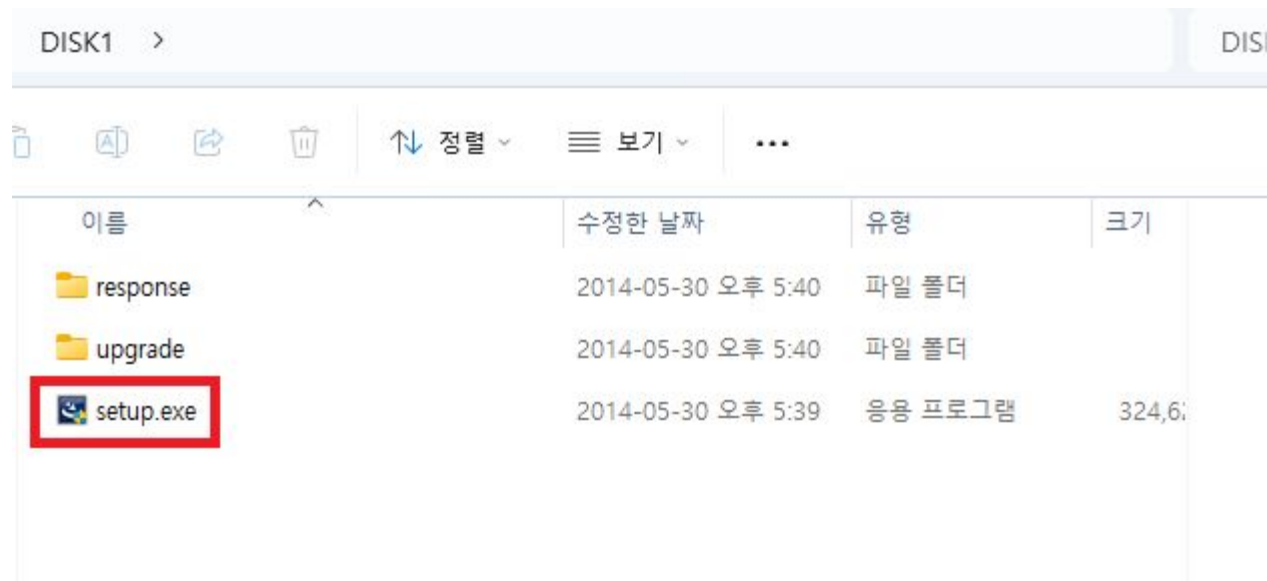 DISK1 >
정렬 보기 •••
이름 수정한 날짜 유형 크기
response 2014-05-30 오후 5:40 파일 폴더
upgrade 2014-05-30 오후 5:40 파일 폴더
setup.exe 2014-05-30 오후 5:39 응용 프로그램